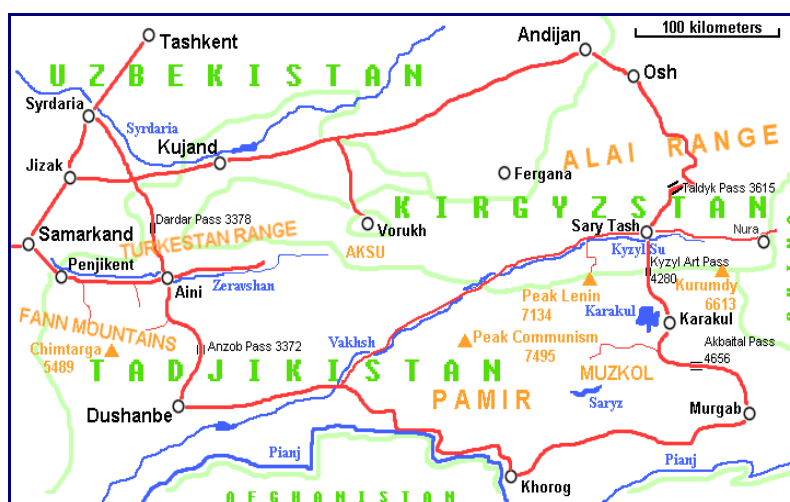 100 kilometers
Tashkent
Andijan
Osh
UZBEKISTAN
Syrdaria
Syrdaria
Kujand
ALAI RANGE
Jizak
Fergana
Taldyk Pass 3615
KIRGYZSTAN
Dardar Pass 3378
Vorukh
Sary Tash
Nura
Samarkand
TURKESTAN RANGE
AKSU
Kyzyl Su
Penjikent
Aini
Zeravshan
Kyzyl Art Pass
4280
Kurumdy
6613
Peak Lenin
7134
Karakul
Karakul
FANN MOUNTAINS
Chimtarga
5489
Anzob Pass 3372
Vakhsh
Peak Communism
7495
Akbaital Pass
4656
TADJIKISTAN
MUZKOL
PAMIR
Saryz
Dushanbe
Murgab
Pianj
Khorog
Pianj
AFGHANISTAN